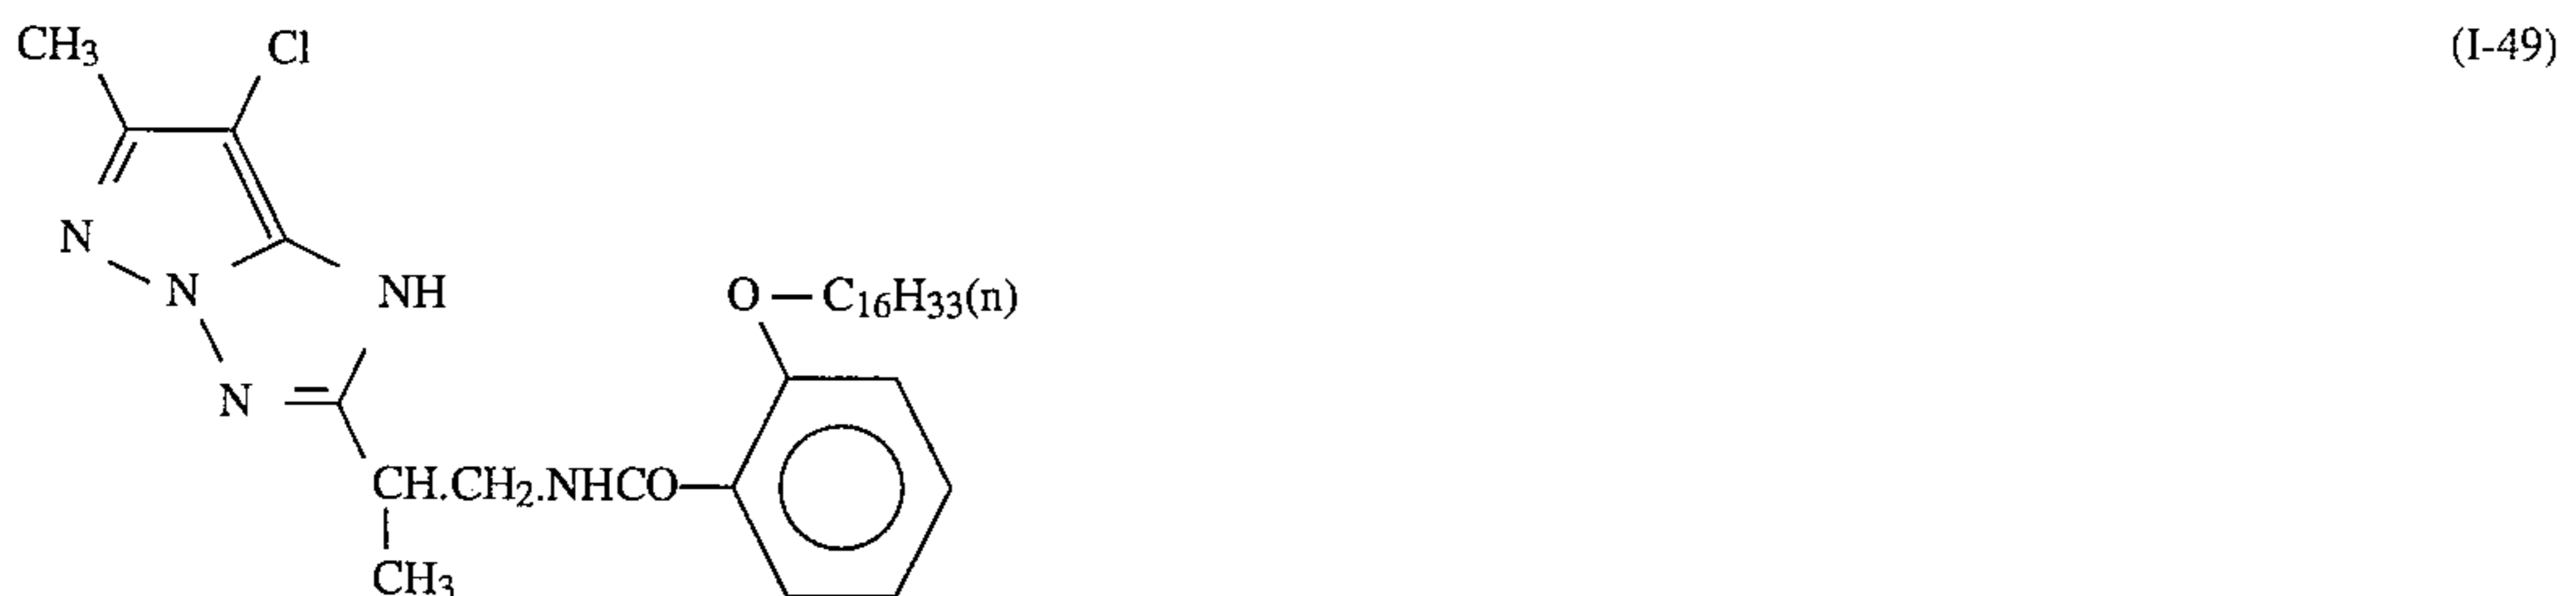 CH3 Cl (I-49)
N
N NH O — C16H33(n)
N
CH.CH2.NHCO
CH3